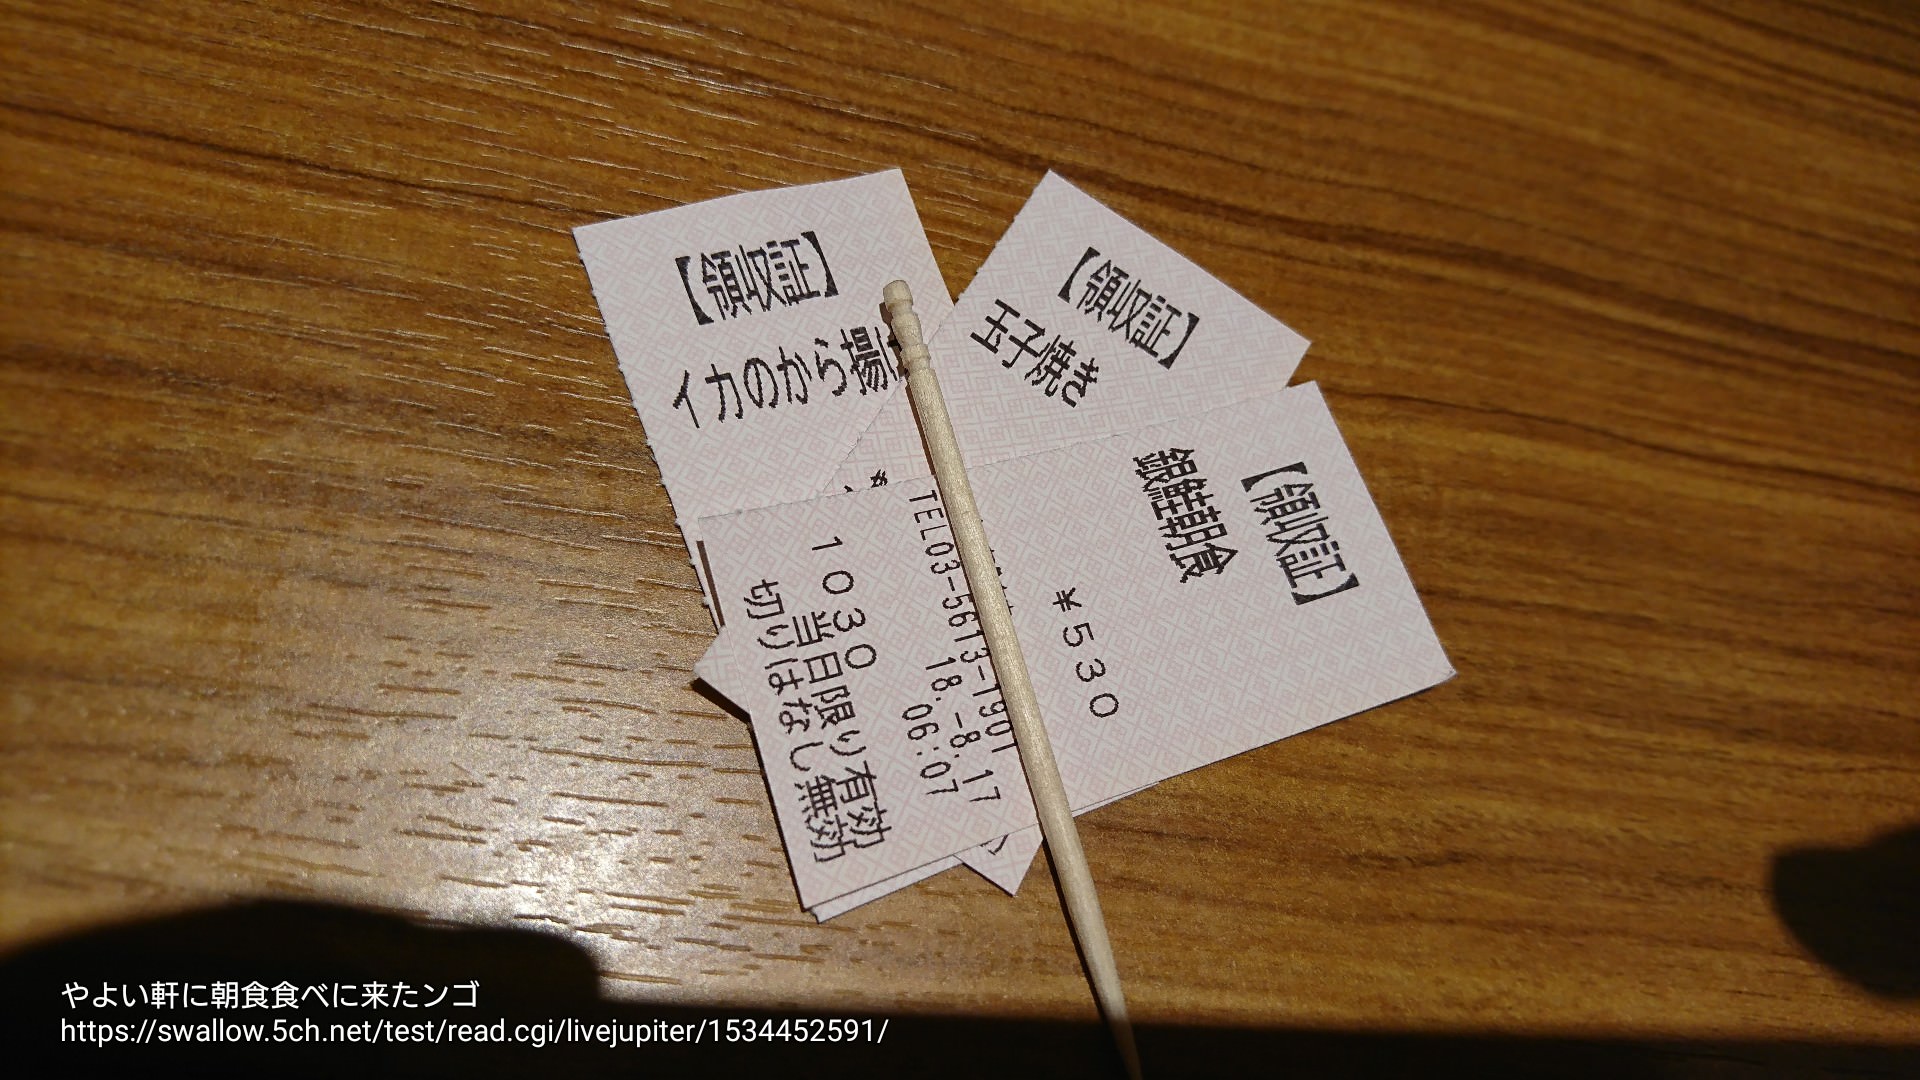 【領収証】
イカのから揚
【領収証】
玉子焼き
【領収証】
銀鮭朝食
¥530
TEL03-5613-1901
18.-8.17
06:07
1030
当日限り有効
切りはなし無効
やよい軒に朝食食べに来たンゴ
https://swallow.5ch.net/test/read.cgi/livejupiter/1534452591/